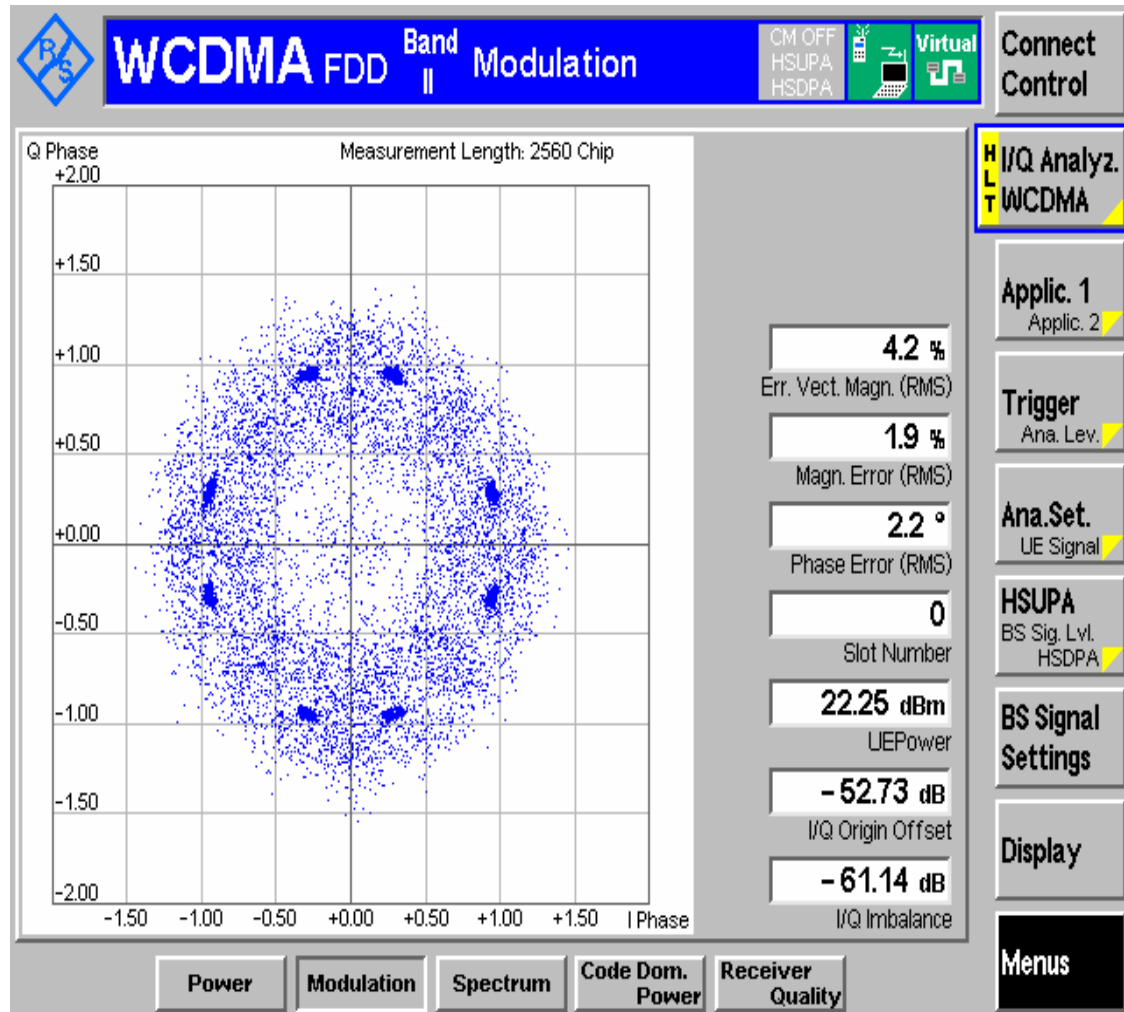 R/S
WCDMA FDD Band II Modulation
CM OFF
HSUPA
HSDPA
Virtual
Connect Control
Q Phase
Measurement Length: 2560 Chip
+2.00
+1.50
+1.00
+0.50
+0.00
-0.50
-1.00
-1.50
-2.00
-1.50 -1.00 -0.50 +0.00 +0.50 +1.00 +1.50 I Phase
4.2 %
Err. Vect. Magn. (RMS)
1.9 %
Magn. Error (RMS)
2.2 °
Phase Error (RMS)
0
Slot Number
22.25 dBm
UEPower
-52.73 dB
I/Q Origin Offset
-61.14 dB
I/Q Imbalance
HLT
I/Q Analyz.
WCDMA
Applic. 1
Applic. 2
Trigger
Ana. Lev.
Ana.Set.
UE Signal
HSUPA
BS Sig. Lvl.
HSDPA
BS Signal
Settings
Display
Menus
Power
Modulation
Spectrum
Code Dom.
Power
Receiver
Quality